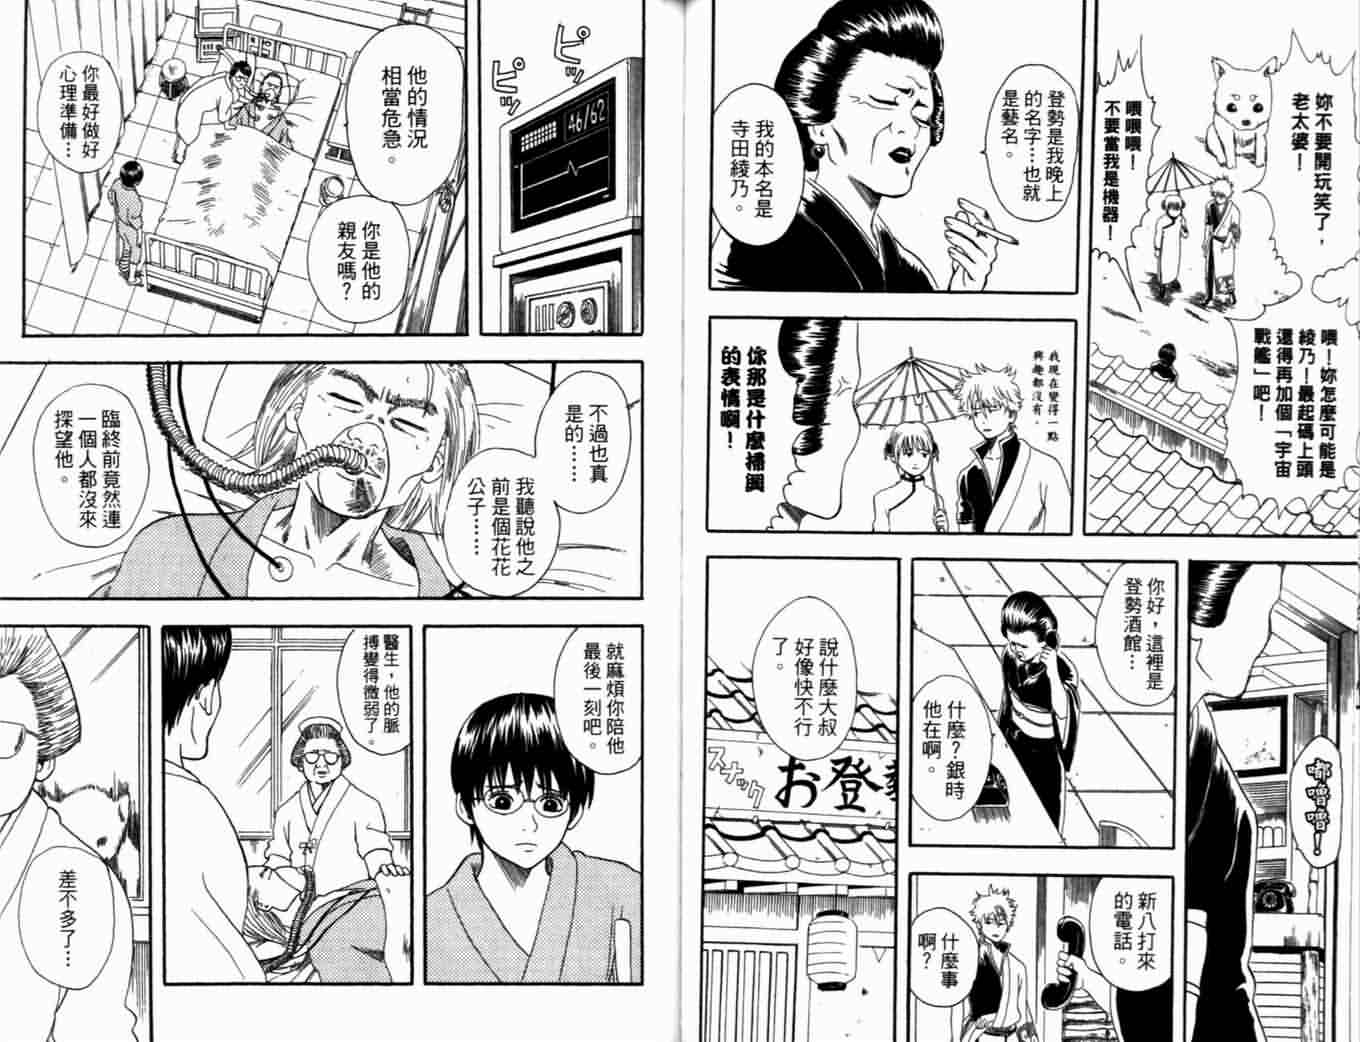 妳不要開玩笑了，
老太婆！
喂喂喂！
不要當我是機器！
喂！妳怎麼可能是
綾乃！最起碼上頭
還得再加個「宇宙
戰艦」吧！
登勢是我晚上
的名字…也就
是藝名。
我的本名是
寺田綾乃。
我現在變得一點
興趣都沒有。
你那是什麼
的表情啊！
嘟嚕嚕！
你好，這裡是
登勢酒館…
什麼？銀時
他在啊。
新八打來
的電話。
什麼事
啊？
說什麼大叔
好像快不行
了。
スナック
お登勢
ピッ
ピッ
46/62
他的情況
相當危急
。
你是他的
親友嗎？
你最好做好
心理準備…
不過也真
是的……
我聽說他之
前是個花花
公子……
臨終前竟然連
一個人都沒來
探望他。
就麻煩你陪他
最後一刻吧。
醫生，他的脈
搏變得微弱了。
差不多了…